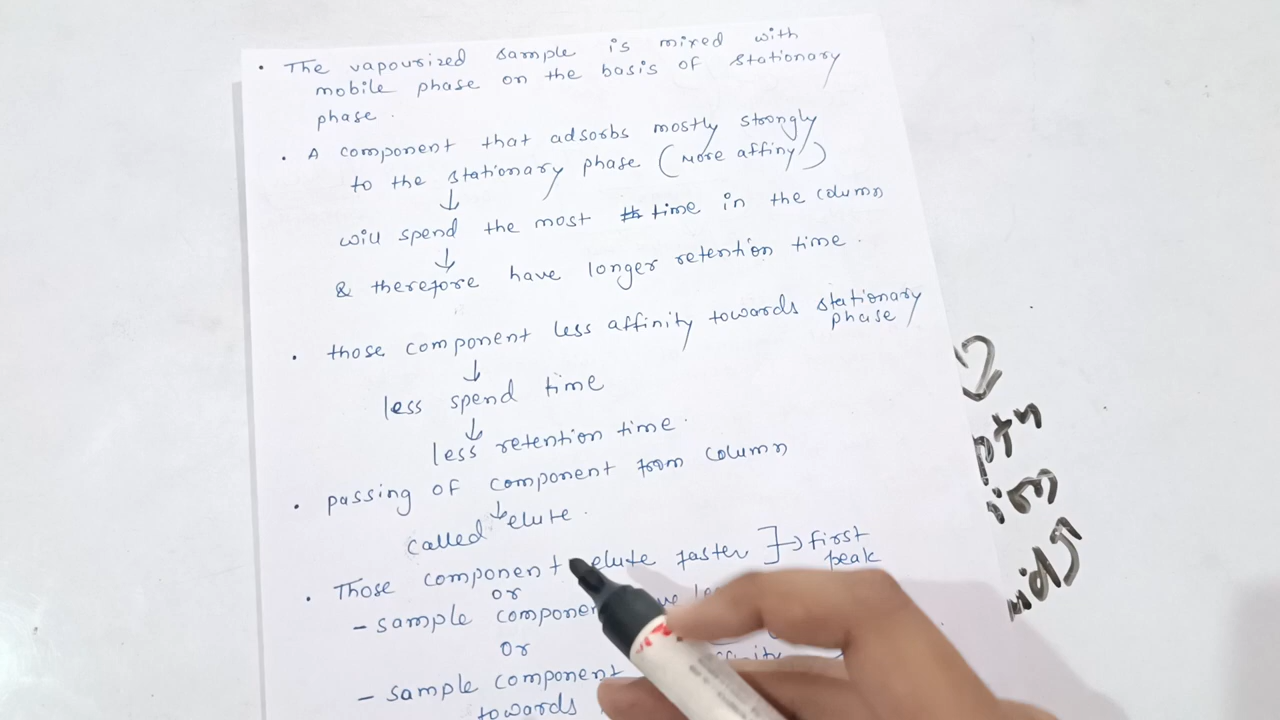 • The vapourized sample is mixed with
mobile phase on the basis of stationary
phase.
• A component that adsorbs mostly strongly
to the stationary phase (more affiny)
↓
will spend the most time in the column
↓
& therefore have longer retention time.
• those component less affinity towards stationary
phase
↓
less spend time
↓
less retention time.
• passing of component from column
↓
called elute.
• Those component elute faster ]→ first
peak
or
- sample
or
- sample component
towards